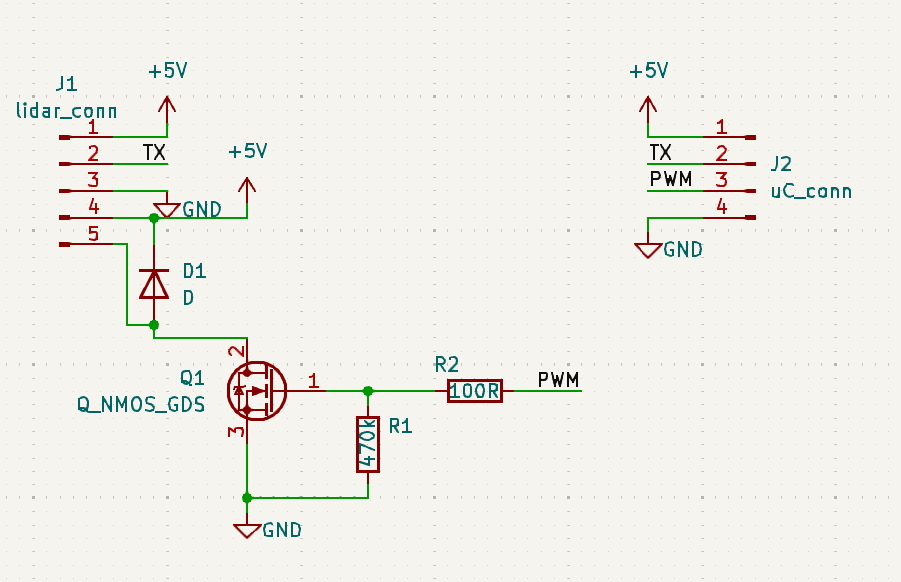 J1
lidar_conn
+5V
1
2
TX
3
GND
4
5
+5V
D1
D
Q1
Q_NMOS_GDS
2
1
3
R1
470k
R2
100R
PWM
GND
+5V
1
TX
2
PWM
3
4
J2
uC_conn
GND